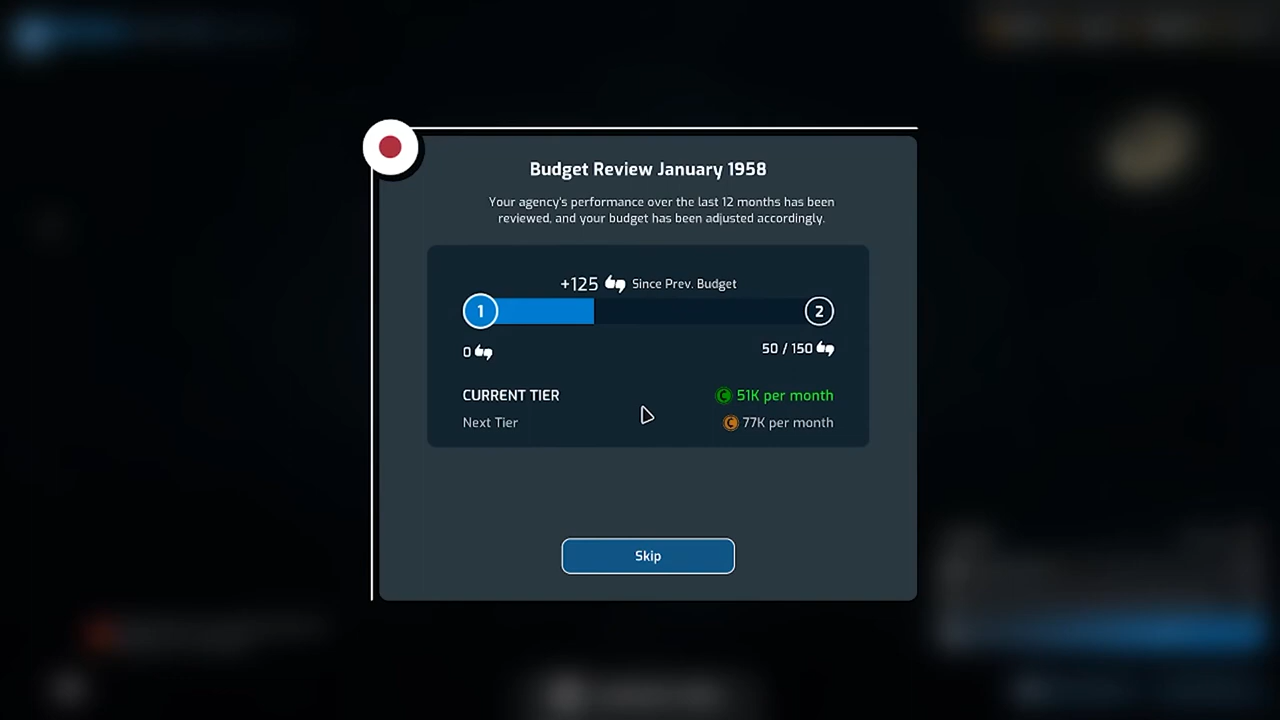 Budget Review January 1958
Your agency's performance over the last 12 months has been
reviewed, and your budget has been adjusted accordingly.
+125 Since Prev. Budget
1 2
0 50 / 150
CURRENT TIER 51K per month
Next Tier 77K per month
Skip